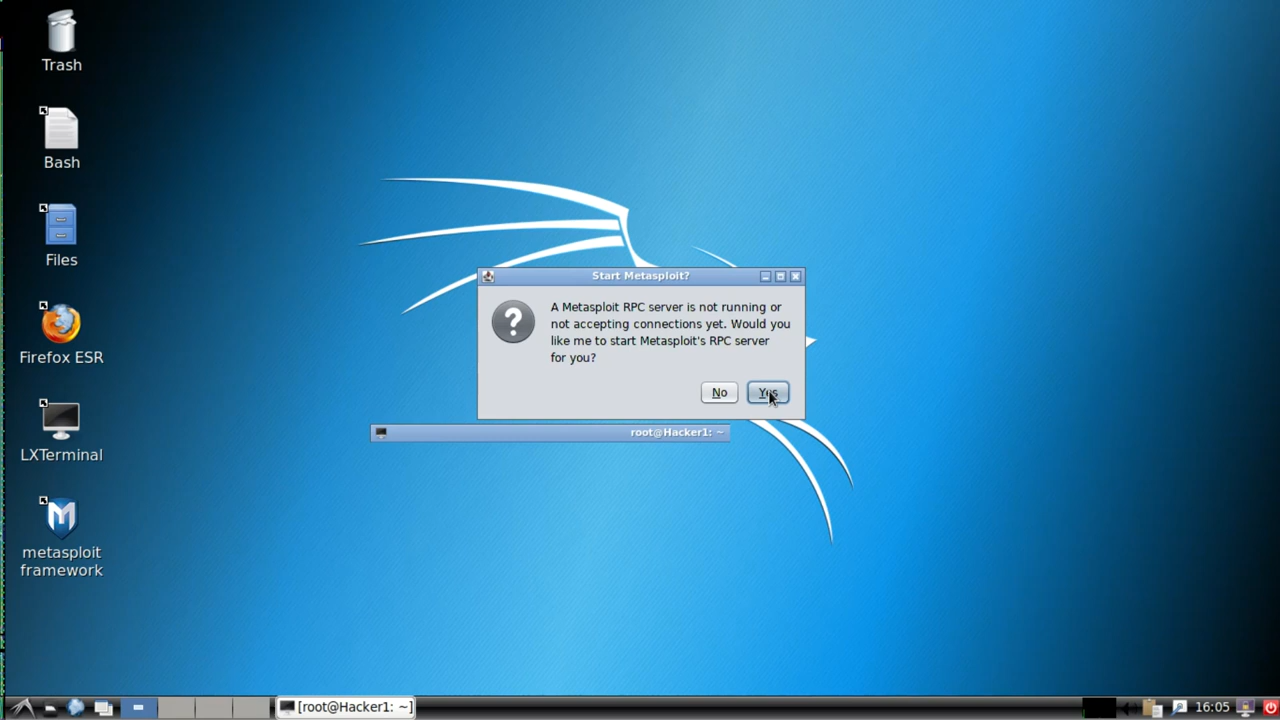 Trash
Bash
Files
Firefox ESR
LXTerminal
metasploit
framework
Start Metasploit?
A Metasploit RPC server is not running or
not accepting connections yet. Would you
like me to start Metasploit's RPC server
for you?
No
Yes
root@Hacker1: ~
[root@Hacker1: ~]
16:05